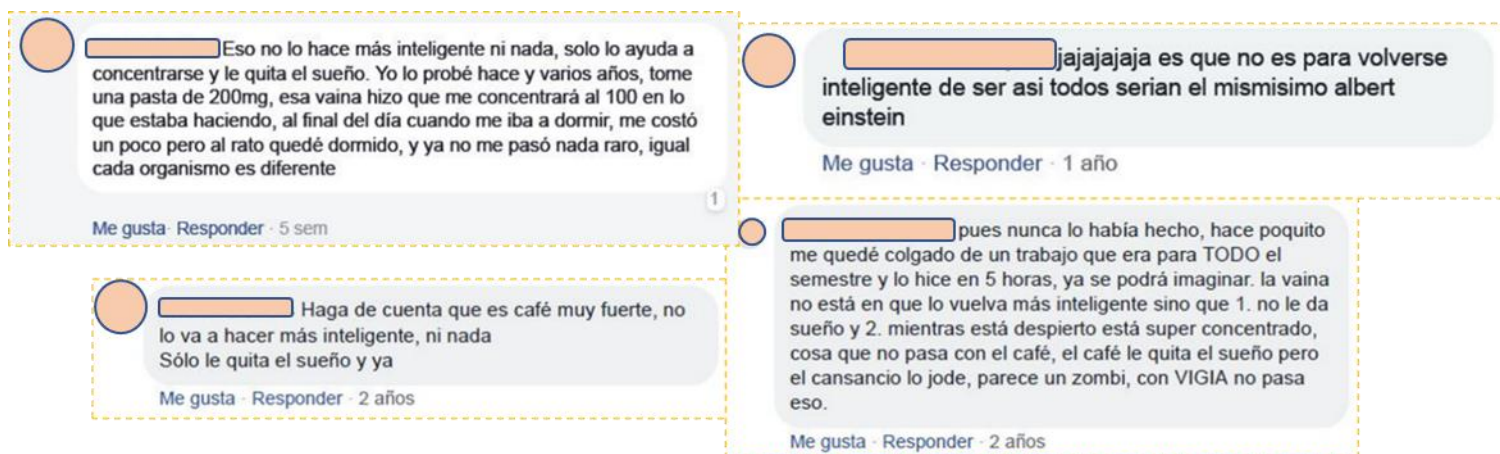 Eso no lo hace más inteligente ni nada, solo lo ayuda a
concentrarse y le quita el sueño. Yo lo probé hace y varios años, tome
una pasta de 200mg, esa vaina hizo que me concentrará al 100 en lo
que estaba haciendo, al final del día cuando me iba a dormir, me costó
un poco pero al rato quedé dormido, y ya no me pasó nada raro, igual
cada organismo es diferente
1
Me gusta · Responder · 5 sem
jajajajaja es que no es para volverse
inteligente de ser asi todos serian el mismisimo albert
einstein
Me gusta · Responder · 1 año
Haga de cuenta que es café muy fuerte, no
lo va a hacer más inteligente, ni nada
Sólo le quita el sueño y ya
Me gusta · Responder · 2 años
pues nunca lo había hecho, hace poquito
me quedé colgado de un trabajo que era para TODO el
semestre y lo hice en 5 horas, ya se podrá imaginar. la vaina
no está en que lo vuelva más inteligente sino que 1. no le da
sueño y 2. mientras está despierto está super concentrado,
cosa que no pasa con el café, el café le quita el sueño pero
el cansancio lo jode, parece un zombi, con VIGIA no pasa
eso.
Me gusta · Responder · 2 años